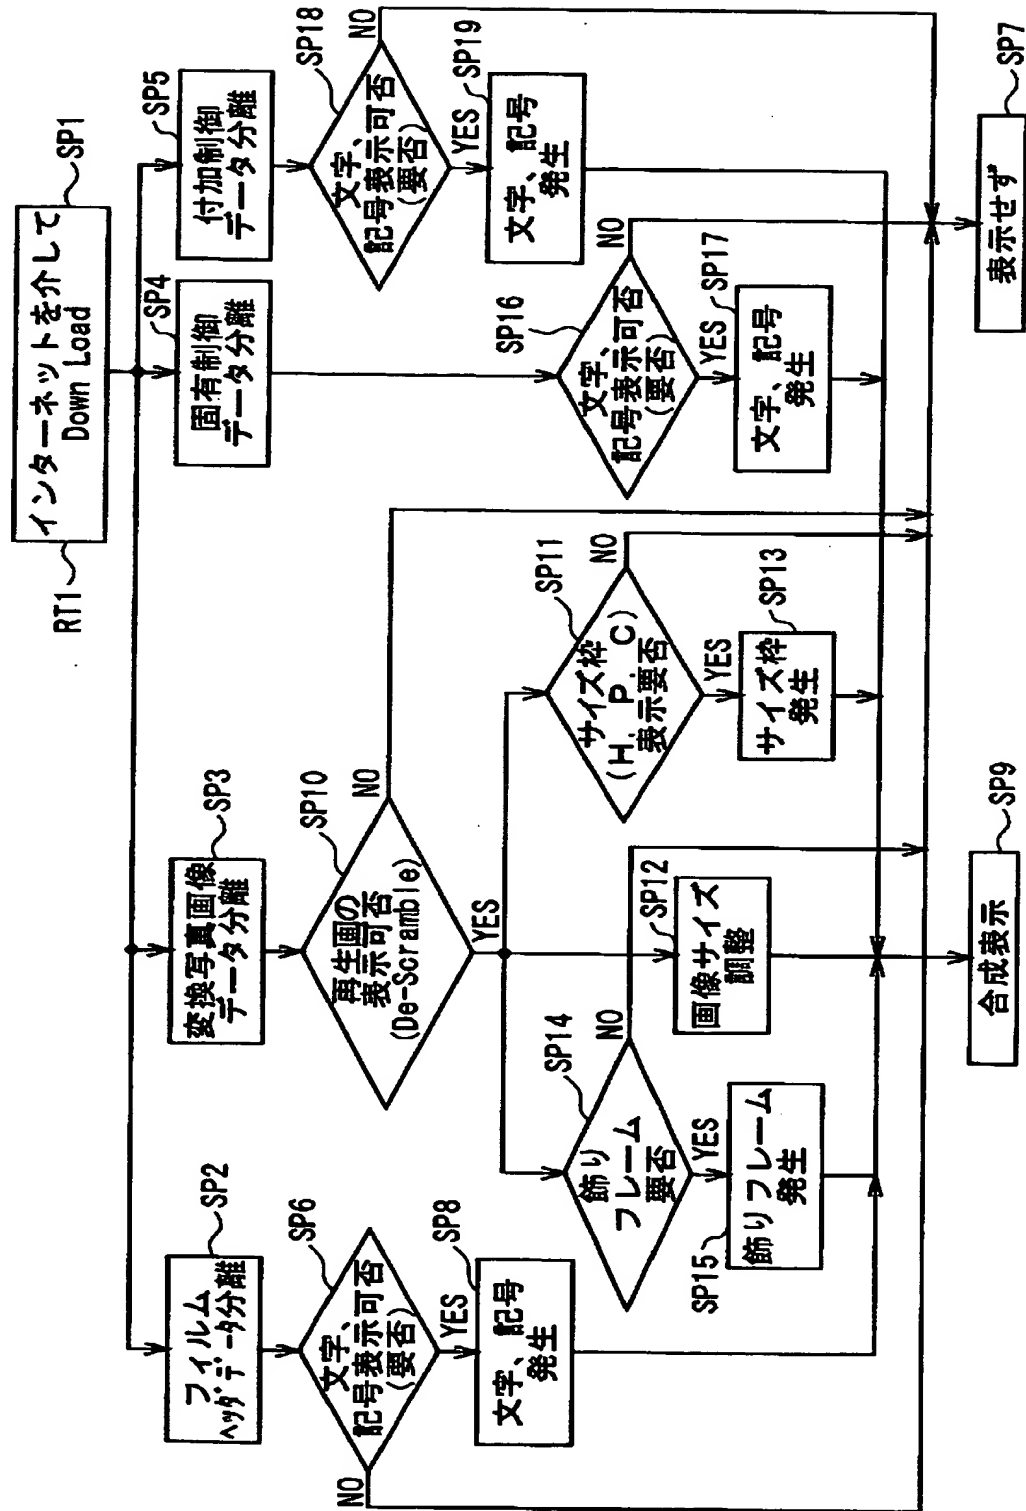 RT1
インターネットを介して
Down Load
SP1
フィルム
ヘッダデータ分離
SP2
変換写真画像
データ分離
SP3
固有制御
データ分離
SP4
付加制御
データ分離
SP5
文字、
記号表示可否
(要否)
SP6
NO
YES
文字、記号
発生
SP8
再生画の
表示可否
(De-Scramble)
SP10
NO
YES
飾り
フレーム
要否
SP14
NO
YES
飾りフレーム
発生
SP15
画像サイズ
調整
SP12
サイズ枠
(H、P、C)
表示要否
SP11
NO
YES
サイズ枠
発生
SP13
文字、
記号表示可否
(要否)
SP16
NO
YES
文字、記号
発生
SP17
文字、
記号表示可否
(要否)
SP18
NO
YES
文字、記号
発生
SP19
合成表示
SP9
表示せず
SP7